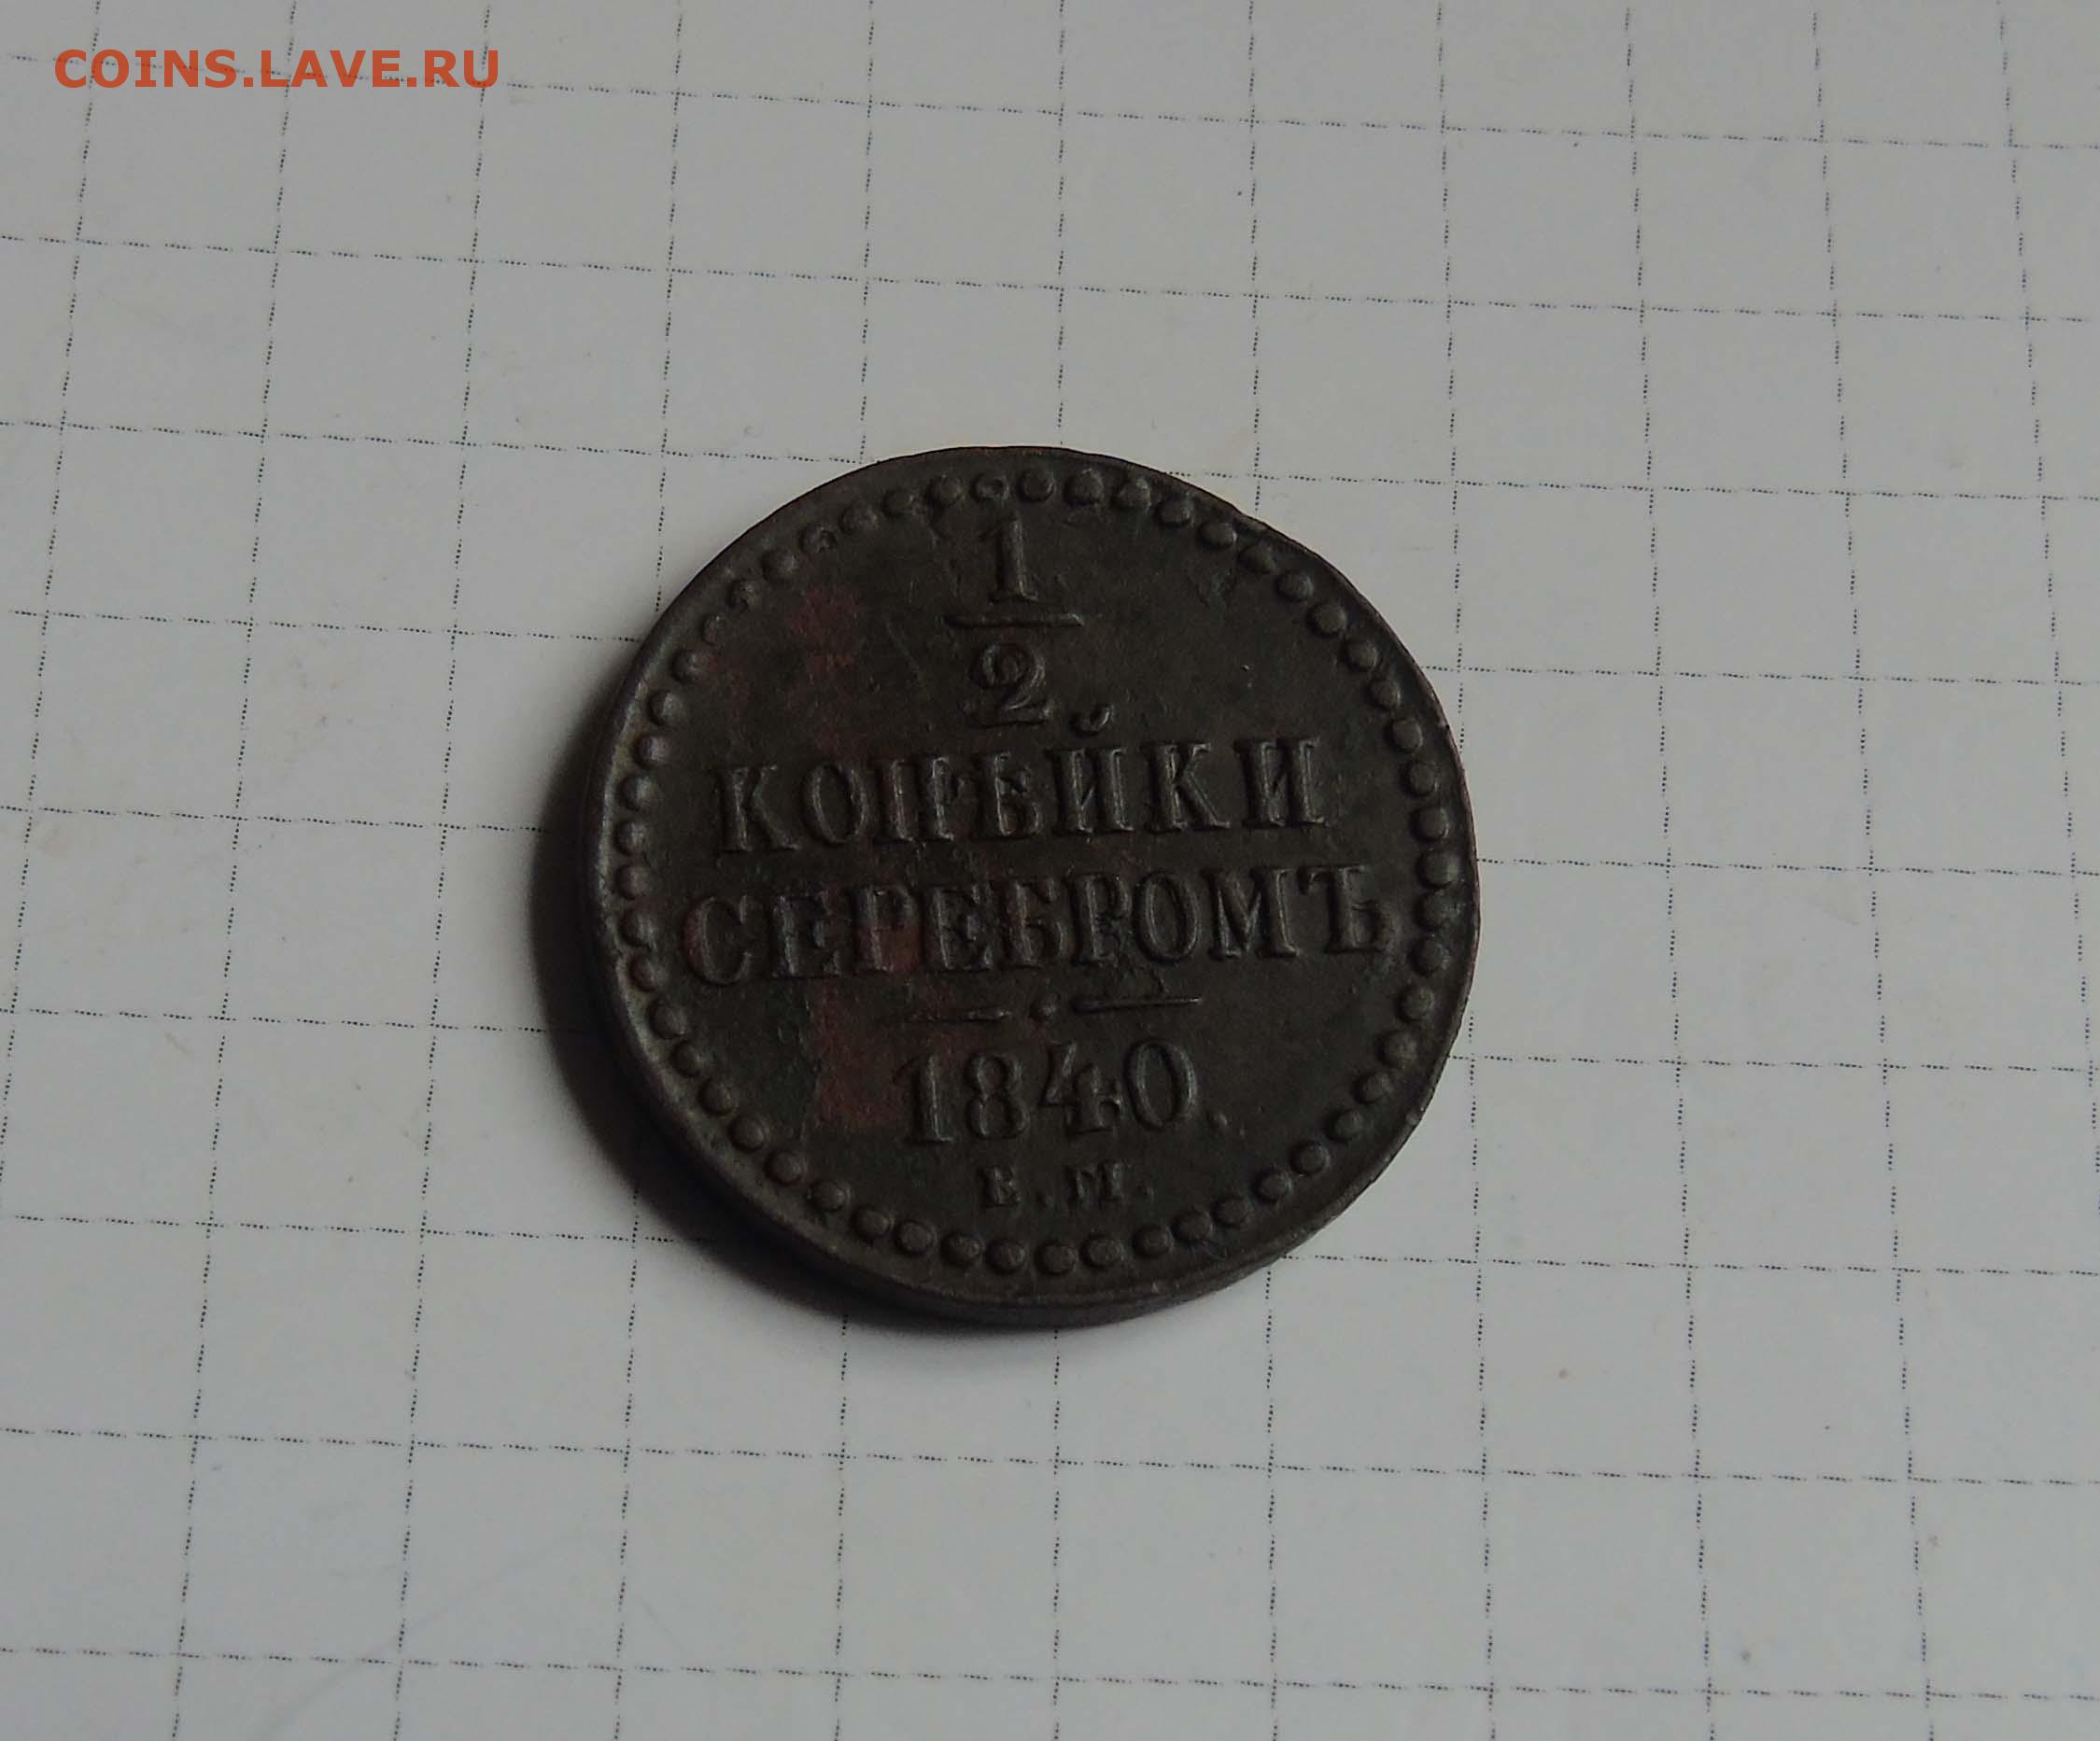 COINS.LAVE.RU
1
2
КОПѢЙКИ
СЕРЕБРОМЪ
1840.
Е.М.